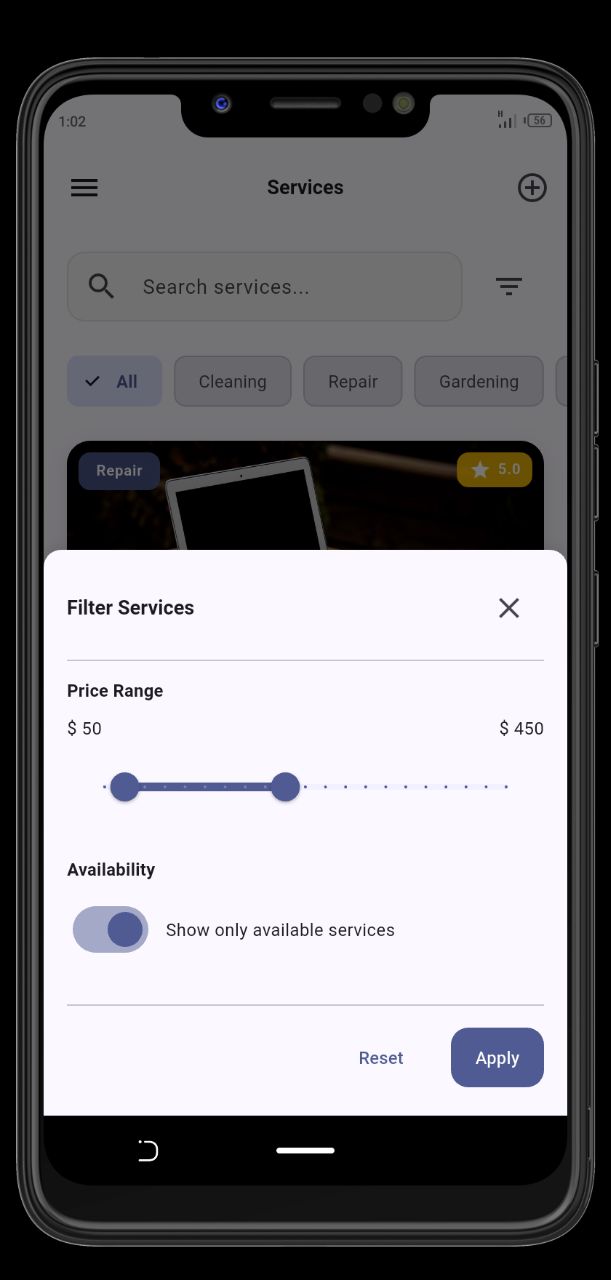 1:02
H
56
Services
Search services...
All
Cleaning
Repair
Gardening
Repair
5.0
Filter Services
Price Range
$ 50
$ 450
Availability
Show only available services
Reset
Apply